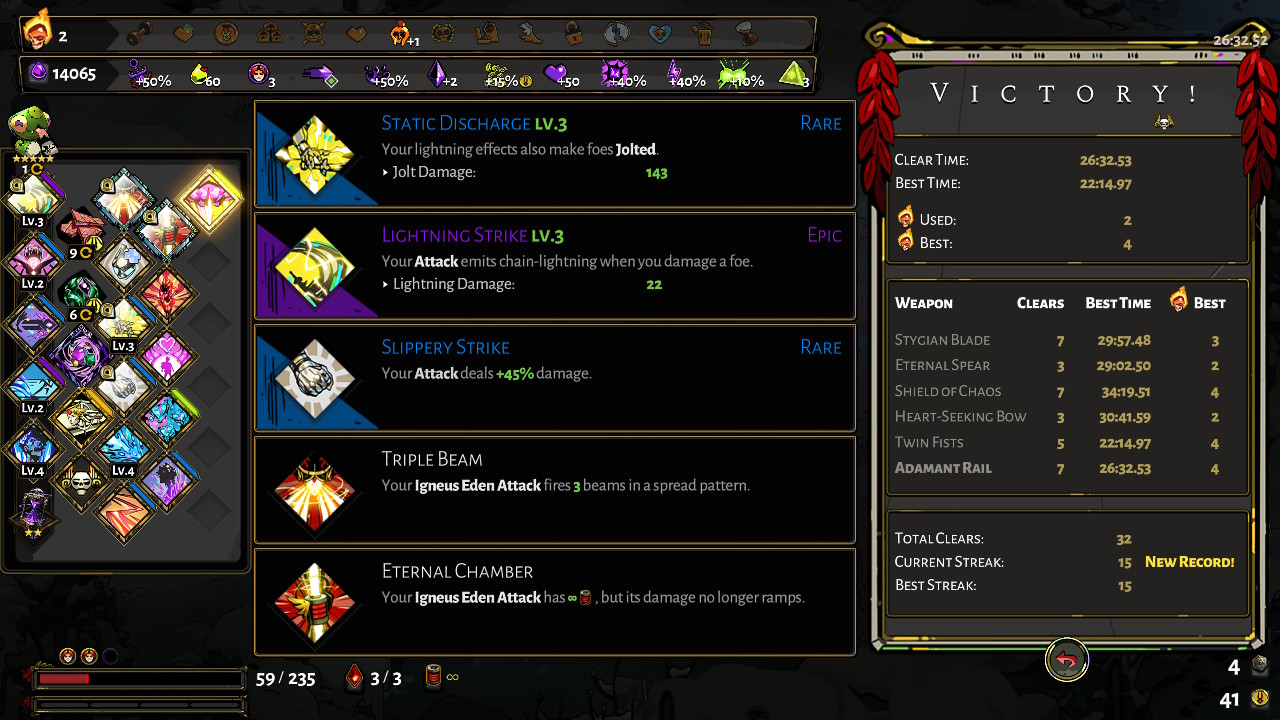 2
+1
26:32.52
14065
+50%
60
3
+50%
+2
+15%
+50
+40%
+40%
+10%
3
1
Lv.3
9
Lv.2
6
Lv.3
Lv.2
Lv.4
Lv.4
STATIC DISCHARGE LV.3 RARE
Your lightning effects also make foes Jolted.
‣ Jolt Damage: 143
LIGHTNING STRIKE LV.3 EPIC
Your Attack emits chain-lightning when you damage a foe.
‣ Lightning Damage: 22
SLIPPERY STRIKE RARE
Your Attack deals +45% damage.
TRIPLE BEAM
Your Igneus Eden Attack fires 3 beams in a spread pattern.
ETERNAL CHAMBER
Your Igneus Eden Attack has ∞ , but its damage no longer ramps.
59 / 235
3 / 3
∞
VICTORY!
CLEAR TIME: 26:32.53
BEST TIME: 22:14.97
USED: 2
BEST: 4
WEAPON CLEARS BEST TIME BEST
STYGIAN BLADE 7 29:57.48 3
ETERNAL SPEAR 3 29:02.50 2
SHIELD OF CHAOS 7 34:19.51 4
HEART-SEEKING BOW 3 30:41.59 2
TWIN FISTS 5 22:14.97 4
ADAMANT RAIL 7 26:32.53 4
TOTAL CLEARS: 32
CURRENT STREAK: 15 NEW RECORD!
BEST STREAK: 15
4
41